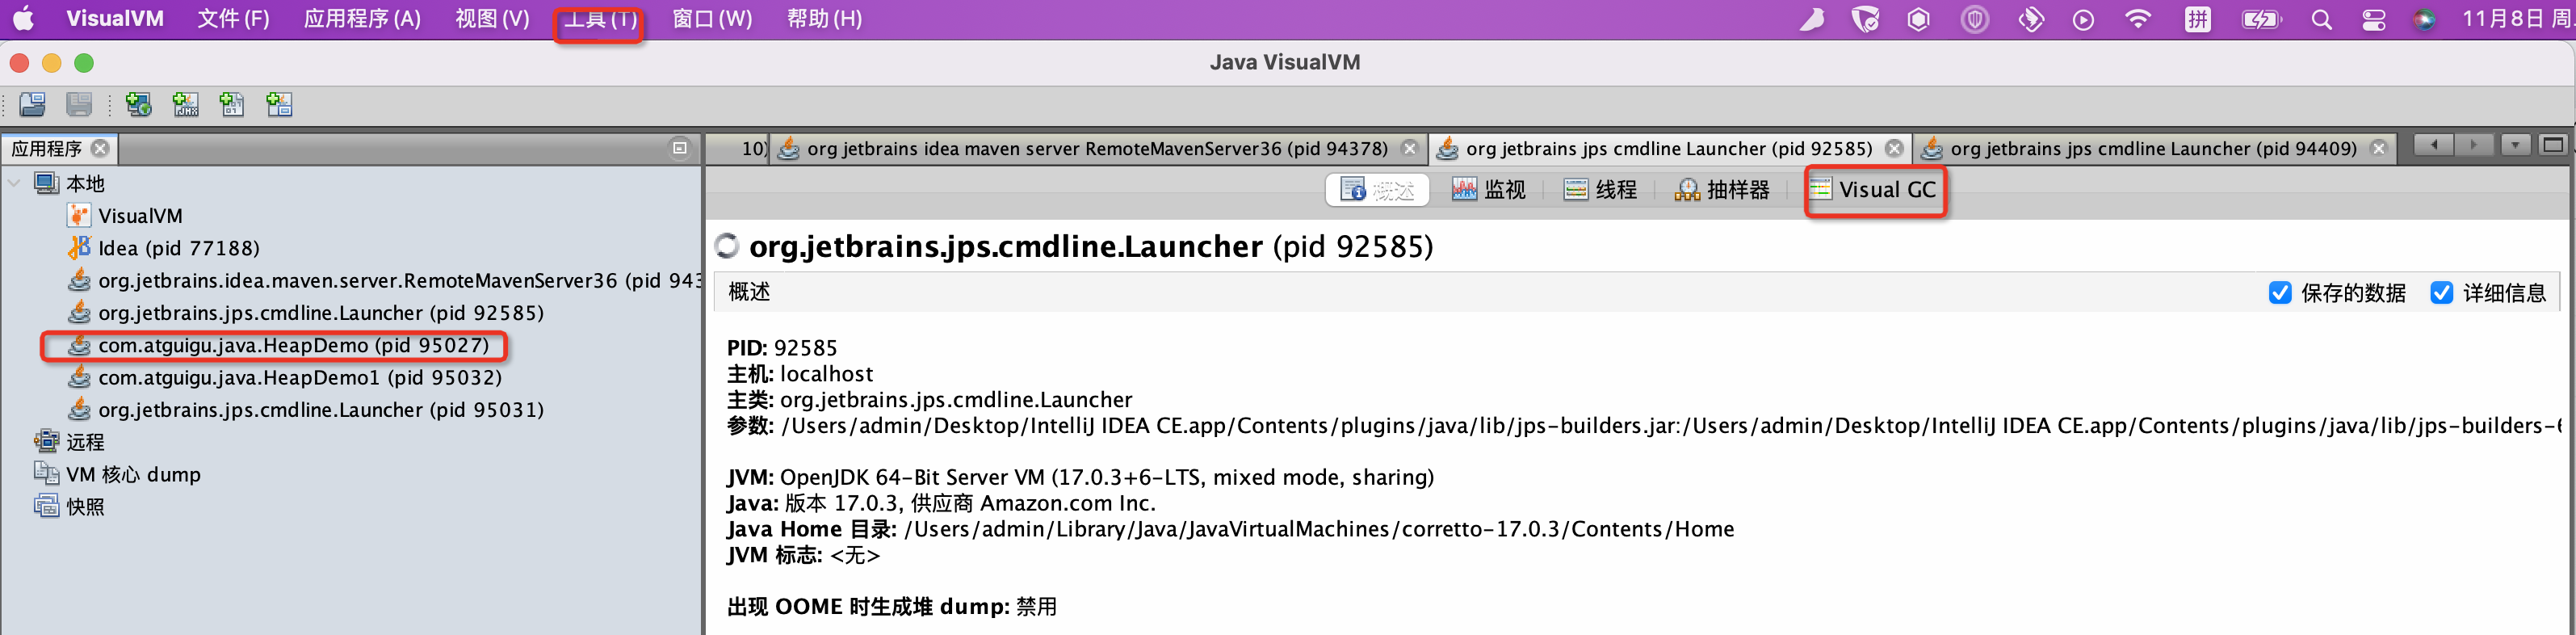 VisualVM 文件(F) 应用程序(A) 视图(V) 工具(T) 窗口(W) 帮助(H) 拼 11月8日 周
Java VisualVM
应用程序
10) org jetbrains idea maven server RemoteMavenServer36 (pid 94378) org jetbrains jps cmdline Launcher (pid 92585) org jetbrains jps cmdline Launcher (pid 94409)
概述 监视 线程 抽样器 Visual GC
本地
VisualVM
Idea (pid 77188)
org.jetbrains.idea.maven.server.RemoteMavenServer36 (pid 943
org.jetbrains.jps.cmdline.Launcher (pid 92585)
com.atguigu.java.HeapDemo (pid 95027)
com.atguigu.java.HeapDemo1 (pid 95032)
org.jetbrains.jps.cmdline.Launcher (pid 95031)
远程
VM 核心 dump
快照
org.jetbrains.jps.cmdline.Launcher (pid 92585)
概述 保存的数据 详细信息
PID: 92585
主机: localhost
主类: org.jetbrains.jps.cmdline.Launcher
参数: /Users/admin/Desktop/IntelliJ IDEA CE.app/Contents/plugins/java/lib/jps-builders.jar:/Users/admin/Desktop/IntelliJ IDEA CE.app/Contents/plugins/java/lib/jps-builders-6
JVM: OpenJDK 64-Bit Server VM (17.0.3+6-LTS, mixed mode, sharing)
Java: 版本 17.0.3, 供应商 Amazon.com Inc.
Java Home 目录: /Users/admin/Library/Java/JavaVirtualMachines/corretto-17.0.3/Contents/Home
JVM 标志: <无>
出现 OOME 时生成堆 dump: 禁用